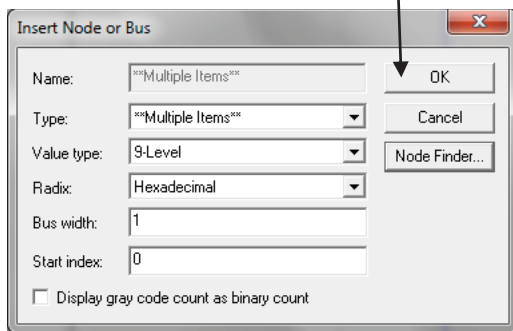 Insert Node or Bus
Name: **Multiple Items** OK
Type: **Multiple Items** Cancel
Value type: 9-Level Node Finder...
Radix: Hexadecimal
Bus width: 1
Start index: 0
Display gray code count as binary count